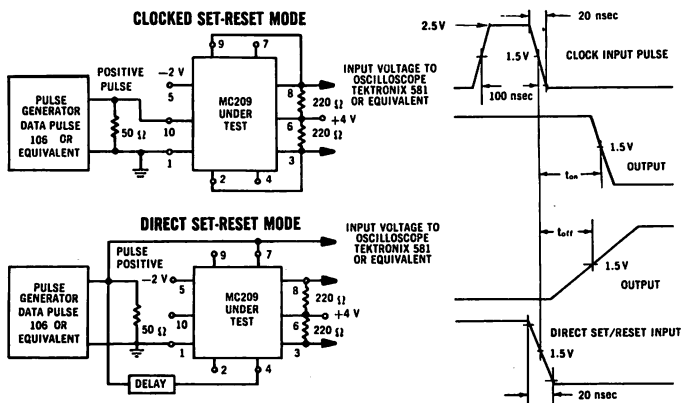 CLOCKED SET-RESET MODE
9
7
POSITIVE
PULSE
–2 V
5
10
1
PULSE
GENERATOR
DATA PULSE
106 OR
EQUIVALENT
50 Ω
MC209
UNDER
TEST
8
6
3
2
4
220 Ω
+4 V
220 Ω
INPUT VOLTAGE TO
OSCILLOSCOPE
TEKTRONIX 581
OR EQUIVALENT
DIRECT SET-RESET MODE
PULSE
POSITIVE
–2 V
5
10
1
9
7
PULSE
GENERATOR
DATA PULSE
106 OR
EQUIVALENT
50 Ω
MC209
UNDER
TEST
8
6
3
2
4
220 Ω
+4 V
220 Ω
DELAY
INPUT VOLTAGE TO
OSCILLOSCOPE
TEKTRONIX 581
OR EQUIVALENT
20 nsec
2.5 V
1.5 V
CLOCK INPUT PULSE
100 nsec
1.5 V
OUTPUT
ton
toff
1.5 V
OUTPUT
DIRECT SET/RESET INPUT
1.5 V
20 nsec